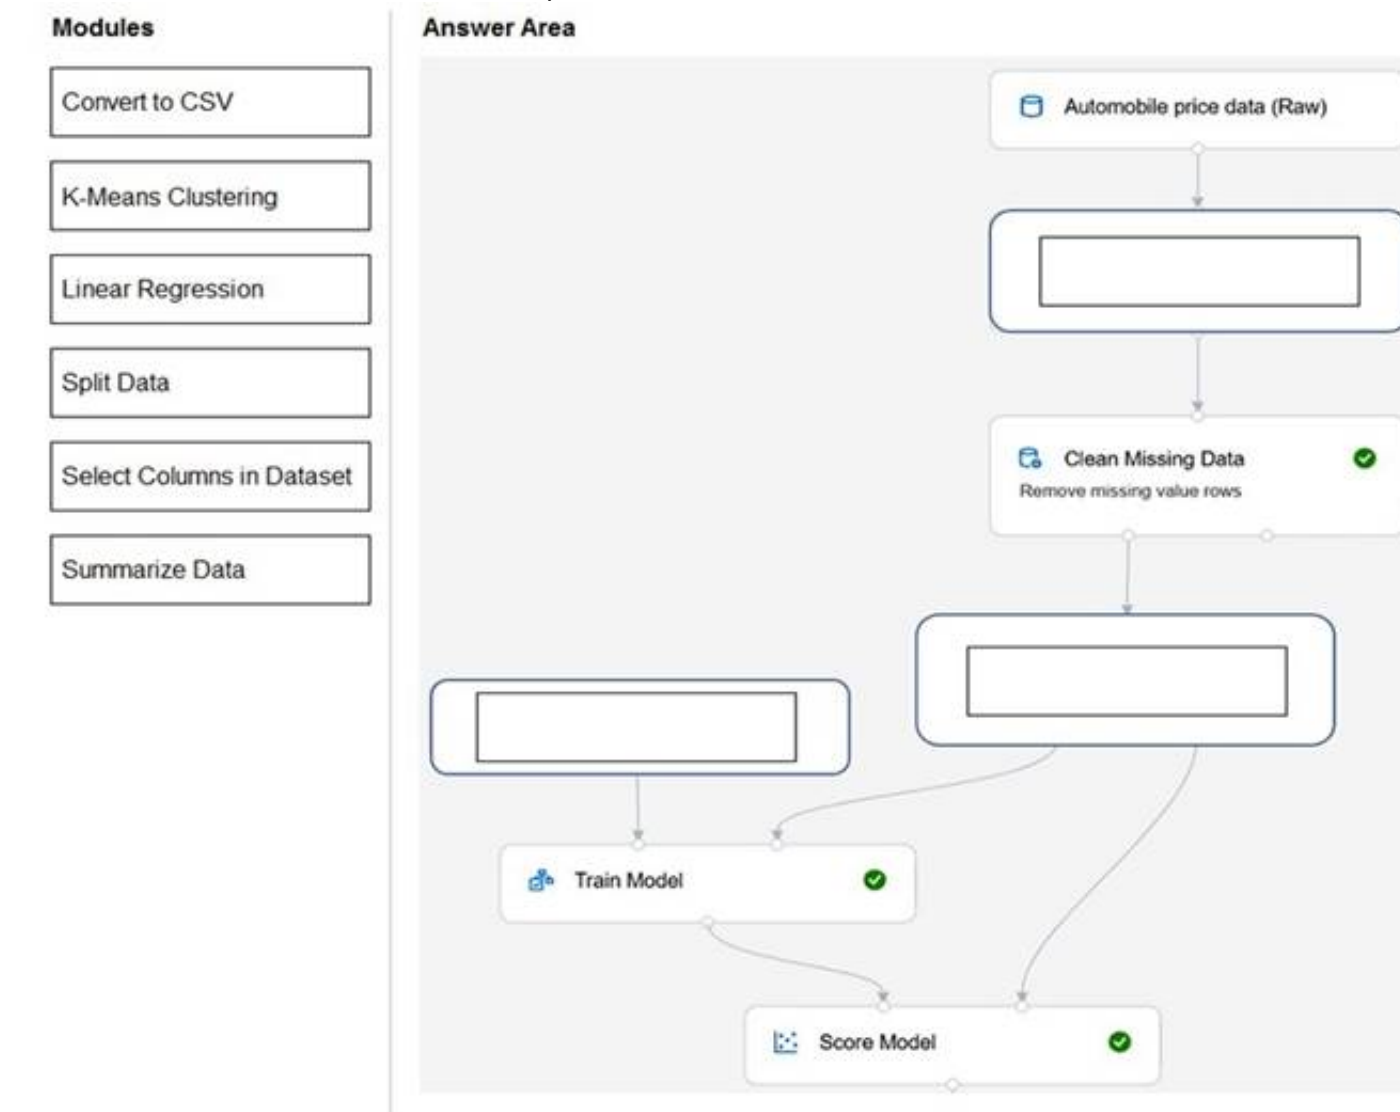 Modules
Convert to CSV
K-Means Clustering
Linear Regression
Split Data
Select Columns in Dataset
Summarize Data
Answer Area
Automobile price data (Raw)
Clean Missing Data
Remove missing value rows
Train Model
Score Model